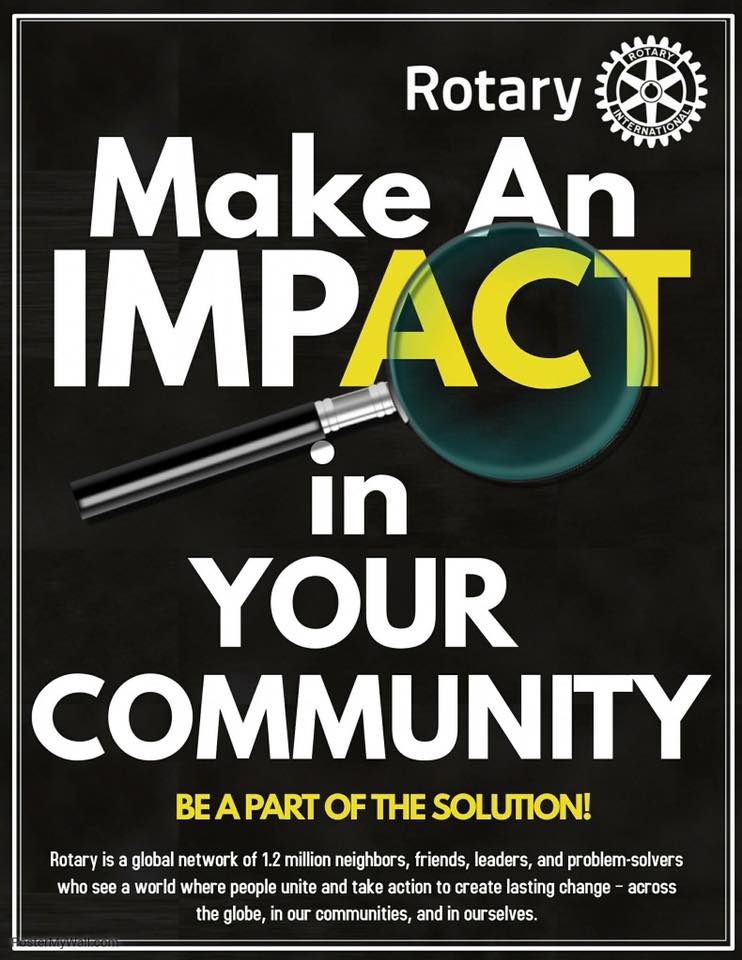 Rotary
ROTARY
INTERNATIONAL
Make An
IMPACT
in
YOUR
COMMUNITY
BE A PART OF THE SOLUTION!
Rotary is a global network of 1.2 million neighbors, friends, leaders, and problem-solvers
who see a world where people unite and take action to create lasting change – across
the globe, in our communities, and in ourselves.
PosterMyWall.com